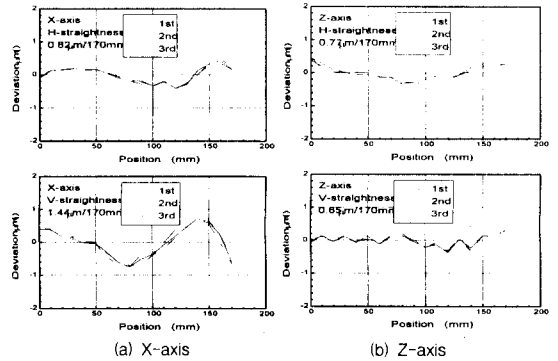 X-axis
H-straightness
0.82μm/170mm
1st
2nd
3rd
Deviation(μm)
2
1
0
-1
-2
0 50 100 150 200
Position (mm)
Z-axis
H-straightness
0.77μm/170mm
1st
2nd
3rd
Deviation(μm)
2
1
0
-1
-2
0 50 100 150 200
Position (mm)
X-axis
V-straightness
1.44μm/170mm
1st
2nd
3rd
Deviation(μm)
2
1
0
-1
-2
0 50 100 150 200
Position (mm)
Z-axis
V-straightness
0.65μm/170mm
1st
2nd
3rd
Deviation(μm)
2
1
0
-1
-2
0 50 100 150 200
Position (mm)
(a) X-axis
(b) Z-axis